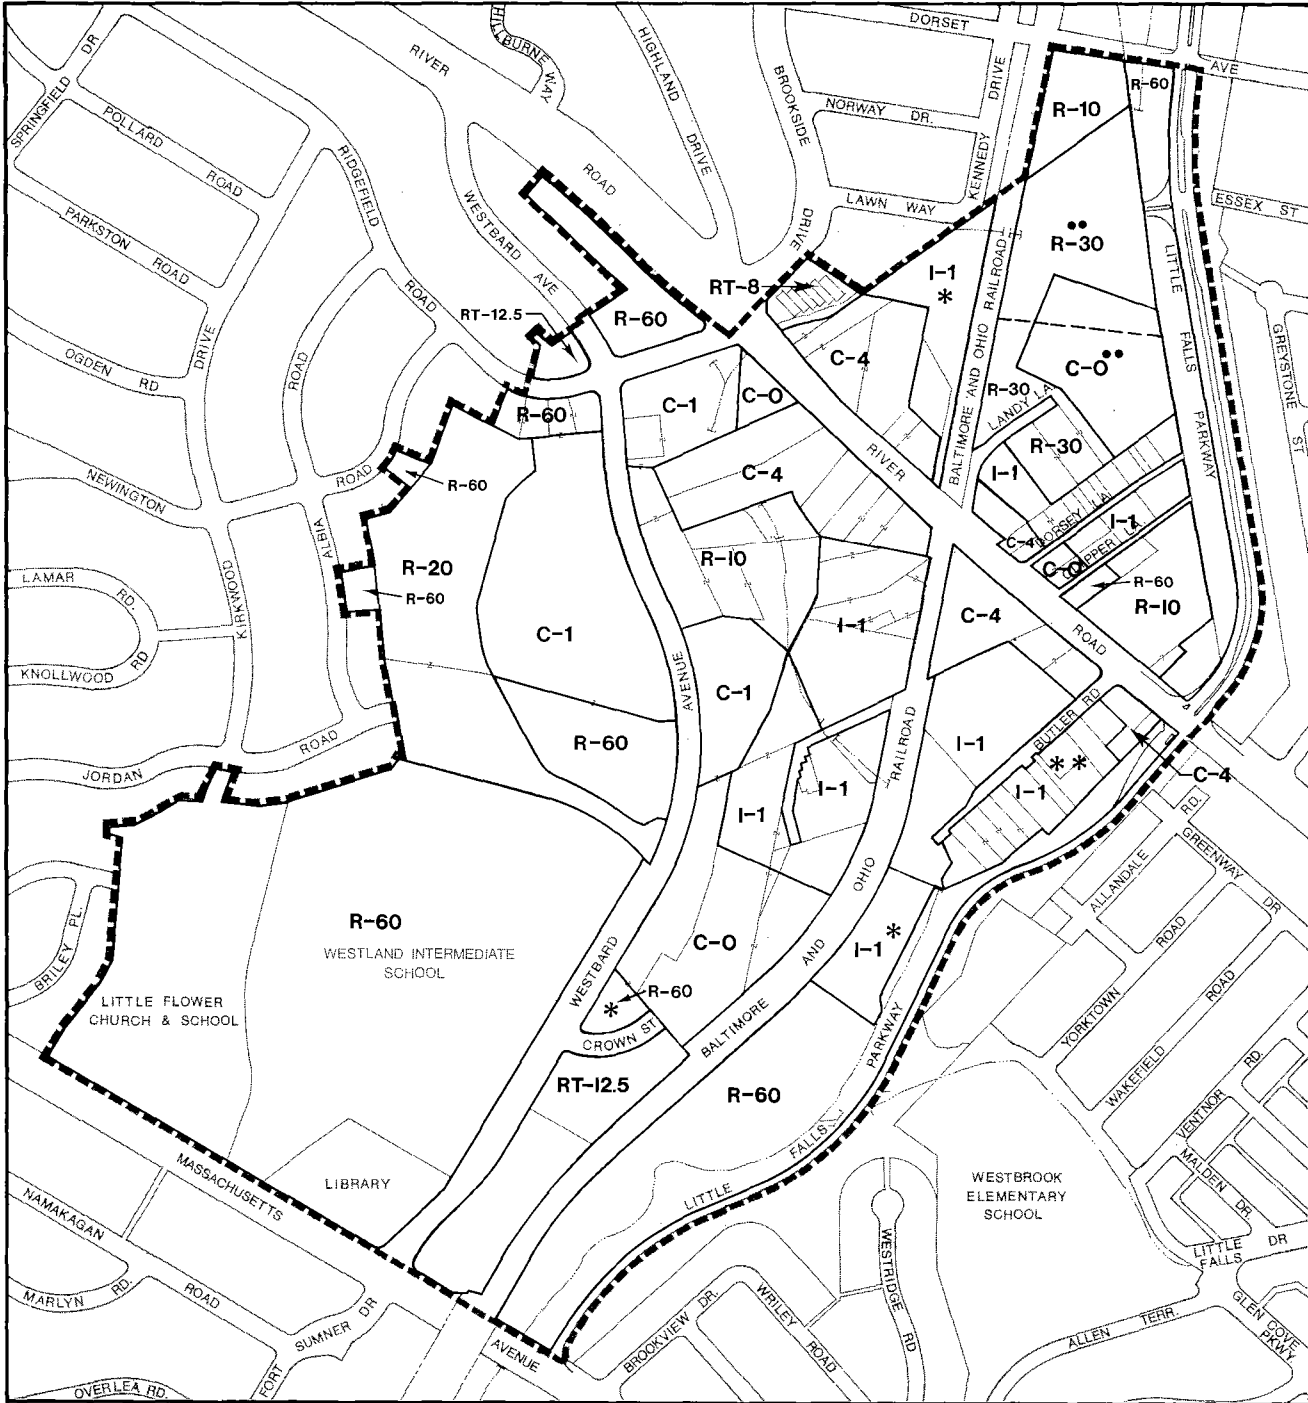 DORSET
AVE
SPRINGFIELD DR
POLLARD ROAD
RIVER
HIGHLAND DRIVE
BROOKSIDE
DRIVE
NORWAY DR.
KENNEDY DRIVE
R-10
R-60
RIDGEFIELD
ROAD
ROAD
WESTBARD AVE
LAWN WAY
ESSEX ST
PARKSTON ROAD
R-30
LITTLE
FALLS
PARKWAY
RT-8
I-1
*
BALTIMORE AND OHIO RAILROAD
RT-12.5
R-60
GREYSTONE ST
OGDEN RD
DRIVE
ROAD
C-4
C-O
R-60
C-1
C-O
R-30
LANDY LA.
NEWINGTON
ROAD
R-60
C-4
RIVER
R-30
I-1
DORSEY LA.
I-1
C-4
C-O
R-60
R-10
ALBIA
R-20
R-60
R-10
LAMAR RD.
KIRKWOOD
KNOLLWOOD RD
C-1
I-1
C-4
ROAD
AVENUE
C-1
JORDAN ROAD
R-60
RAILROAD
I-1
BUTLER RD
* *
C-4
I-1
I-1
I-1
RD.
GREENWAY DR
ALLANDALE
OHIO
R-60
WESTLAND INTERMEDIATE
SCHOOL
BRILEY PL.
LITTLE FLOWER
CHURCH & SCHOOL
WESTBARD
C-O
AND
I-1
*
ROAD
YORKTOWN
ROAD
WAKEFIELD
R-60
*
CROWN ST
BALTIMORE
PARKWAY
RT-12.5
R-60
FALLS
LITTLE
VENTNOR RD.
MALDEN DR
MASSACHUSETTS
LIBRARY
WESTBROOK
ELEMENTARY
SCHOOL
NAMAKAGAN
ROAD
WESTRIDGE RD
LITTLE
FALLS
DR
MARLYN RD.
SUMNER DR
FORT
WRILEY
ROAD
BROOKVIEW DR.
ALLEN TERR.
GLEN COVE
PKWY.
AVENUE
OVERLEA RD.